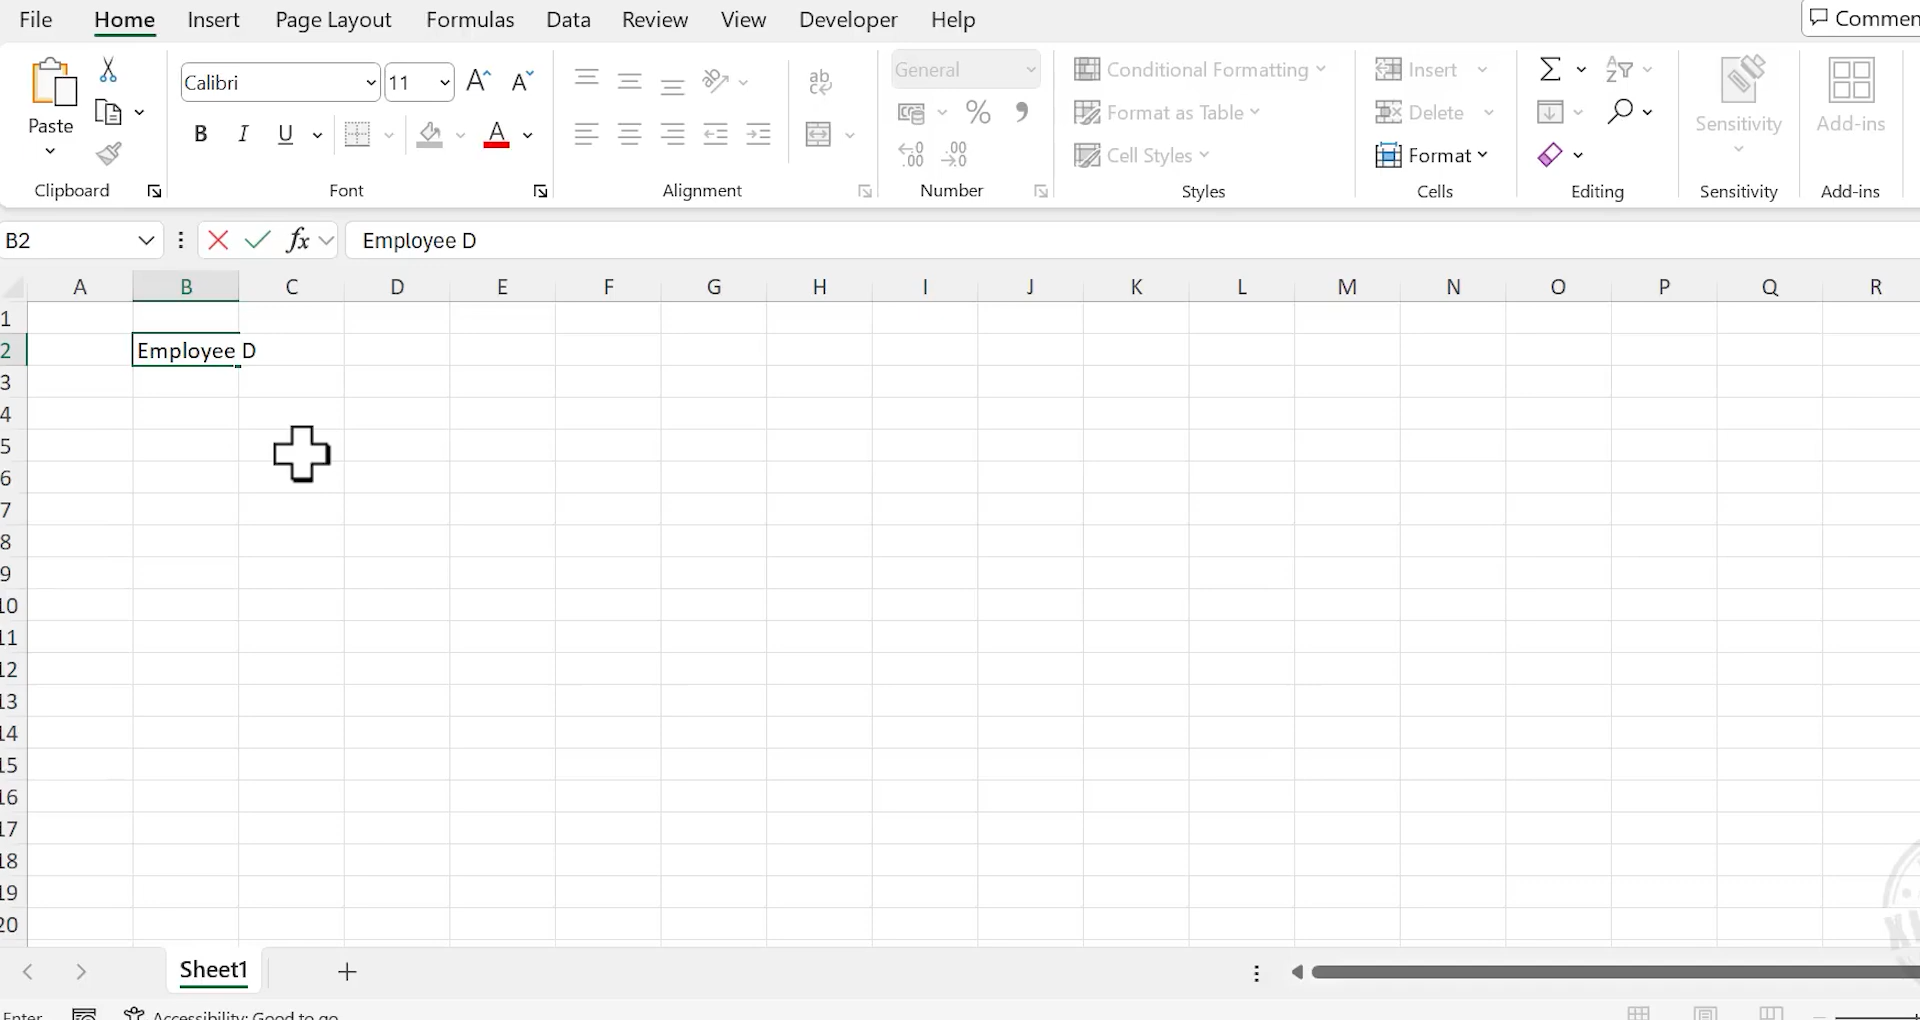 File Home Insert Page Layout Formulas Data Review View Developer Help
Calibri 11 ab General Conditional Formatting Insert
Paste B I U A % Format as Table Delete Sensitivity Add-ins
Cell Styles Format
Clipboard Font Alignment Number Styles Cells Editing Sensitivity Add-ins
B2 fx Employee D
A B C D E F G H I J K L M N O P Q R
1
2 Employee D
3
4
5
6
7
8
9
10
11
12
13
14
15
16
17
18
19
20
Sheet1
Enter Accessibility: Good to go